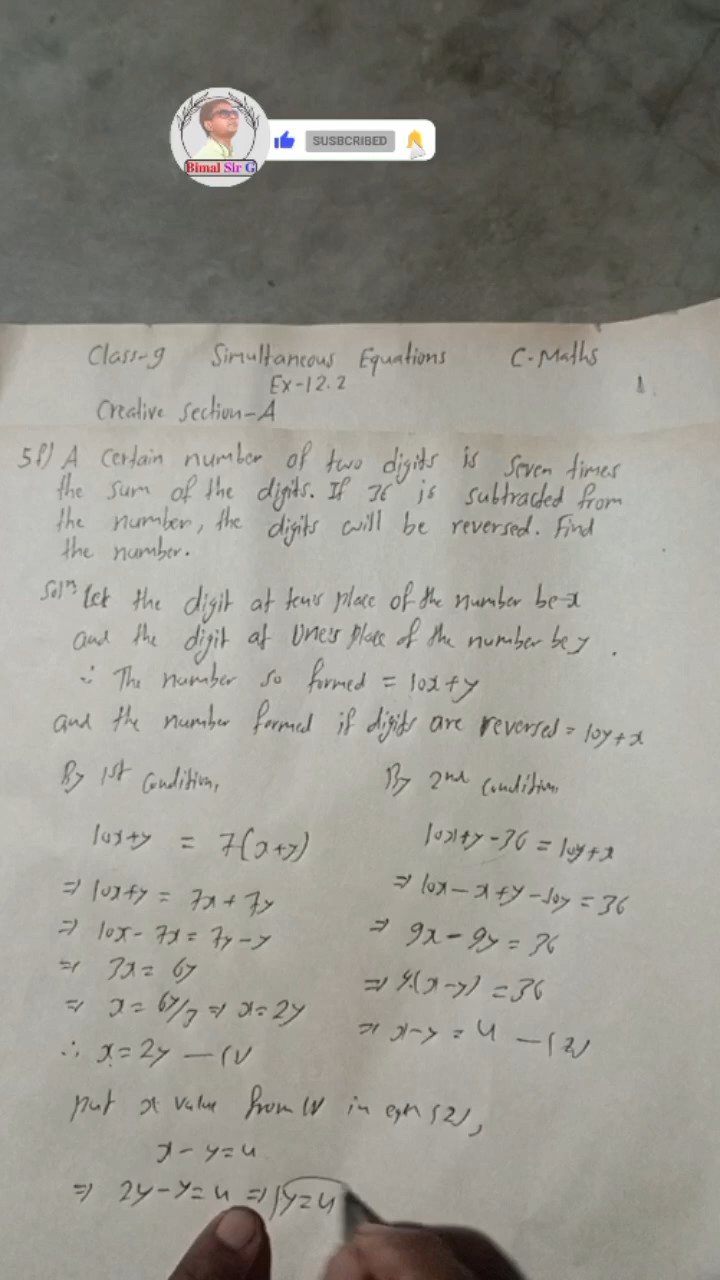 Bimal SIr G
SUSBCRIBED
Class-9 Simultaneous Equations C. Maths
Ex-12.2
1
Creative Section-A
5f) A certain number of two digits is seven times
the sum of the digits. If 36 is subtracted from
the number, the digits will be reversed. Find
the number.
Solⁿ Let the digit at ten's place of the number be x
and the digit at one's place of the number be y.
∴ The number so formed = 10x+y
and the number formed if digits are reversed = 10y+x
By 1st condition,
10x+y = 7(x+y)
⇒ 10x+y = 7x+7y
⇒ 10x-7x = 7y-y
⇒ 3x = 6y
⇒ x = 6y/3 ⇒ x = 2y
∴ x = 2y —(1)
By 2nd condition
10x+y-36 = 10y+x
⇒ 10x-x+y-10y = 36
⇒ 9x-9y = 36
⇒ 9(x-y) = 36
⇒ x-y = 4 —(2)
put x value from (1) in eqn (2),
x-y=4
⇒ 2y-y=4 ⇒ y=4